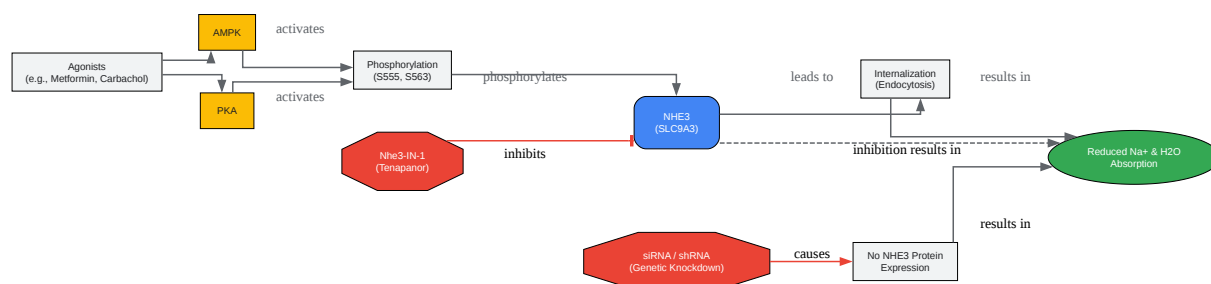 AMPK
activates
Agonists
(e.g., Metformin, Carbachol)
Phosphorylation
(S555, S563)
phosphorylates
leads to
Internalization
(Endocytosis)
results in
activates
PKA
NHE3
(SLC9A3)
Nhe3-IN-1
(Tenapanor)
inhibits
inhibition results in
Reduced Na+ & H2O
Absorption
results in
siRNA / shRNA
(Genetic Knockdown)
causes
No NHE3 Protein
Expression